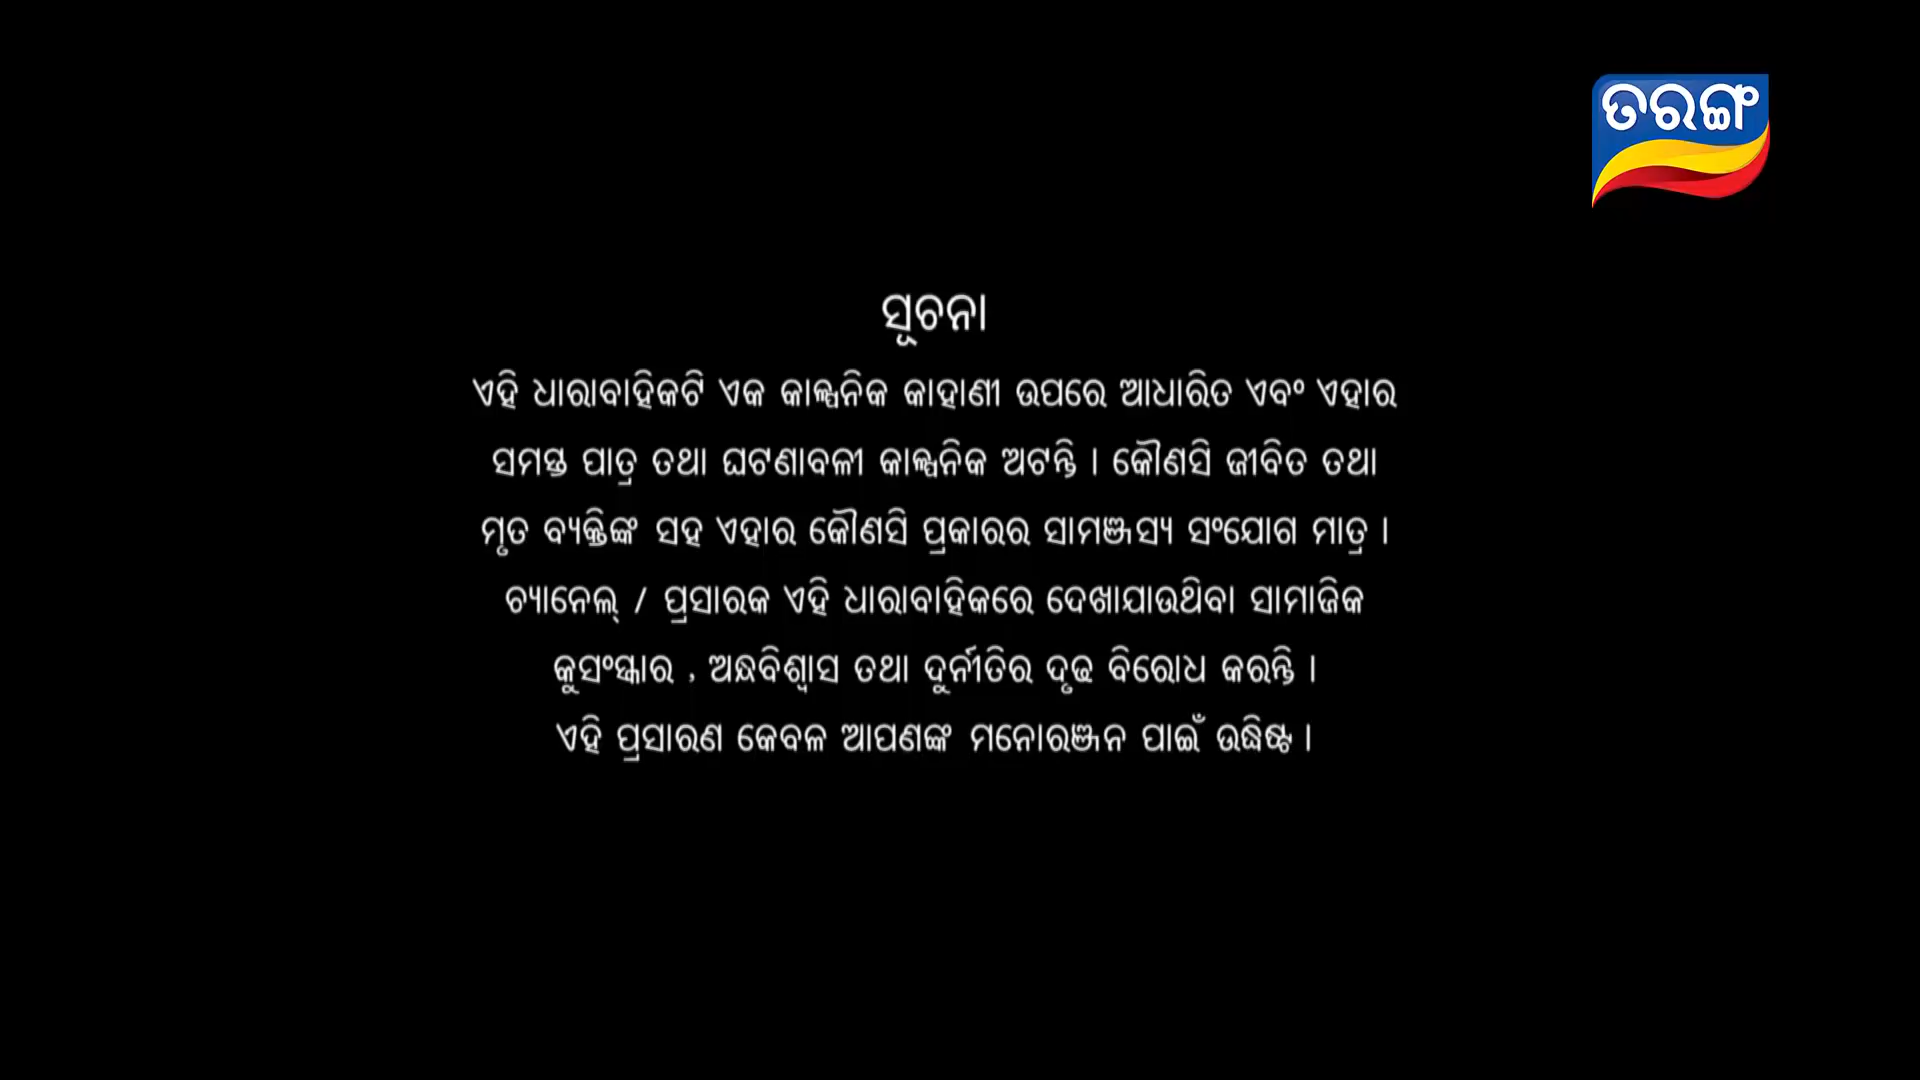 ତରଙ୍ଗ
ସୂଚନା
ଏହି ଧାରାବାହିକଟି ଏକ କାଳ୍ପନିକ କାହାଣୀ ଉପରେ ଆଧାରିତ ଏବଂ ଏହାର
ସମସ୍ତ ପାତ୍ର ତଥା ଘଟଣାବଳୀ କାଳ୍ପନିକ ଅଟନ୍ତି । କୌଣସି ଜୀବିତ ତଥା
ମୃତ ବ୍ୟକ୍ତିଙ୍କ ସହ ଏହାର କୌଣସି ପ୍ରକାରର ସାମଞ୍ଜସ୍ୟ ସଂଯୋଗ ମାତ୍ର ।
ଚ୍ୟାନେଲ୍ / ପ୍ରସାରକ ଏହି ଧାରାବାହିକରେ ଦେଖାଯାଉଥିବା ସାମାଜିକ
କୁସଂସ୍କାର , ଅନ୍ଧବିଶ୍ୱାସ ତଥା ଦୁର୍ନୀତିର ଦୃଢ ବିରୋଧ କରନ୍ତି ।
ଏହି ପ୍ରସାରଣ କେବଳ ଆପଣଙ୍କ ମନୋରଞ୍ଜନ ପାଇଁ ଉଦ୍ଧିଷ୍ଟ ।